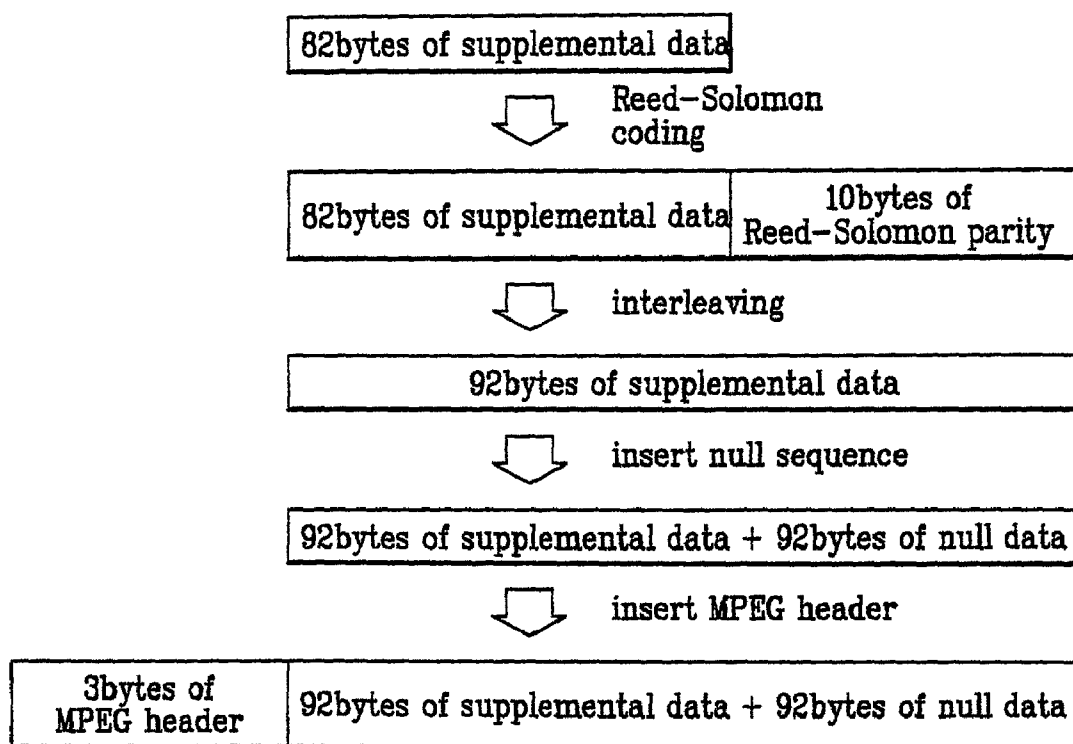 82bytes of supplemental data
Reed-Solomon
coding
82bytes of supplemental data
10bytes of
Reed-Solomon parity
interleaving
92bytes of supplemental data
insert null sequence
92bytes of supplemental data + 92bytes of null data
insert MPEG header
3bytes of
MPEG header
92bytes of supplemental data + 92bytes of null data